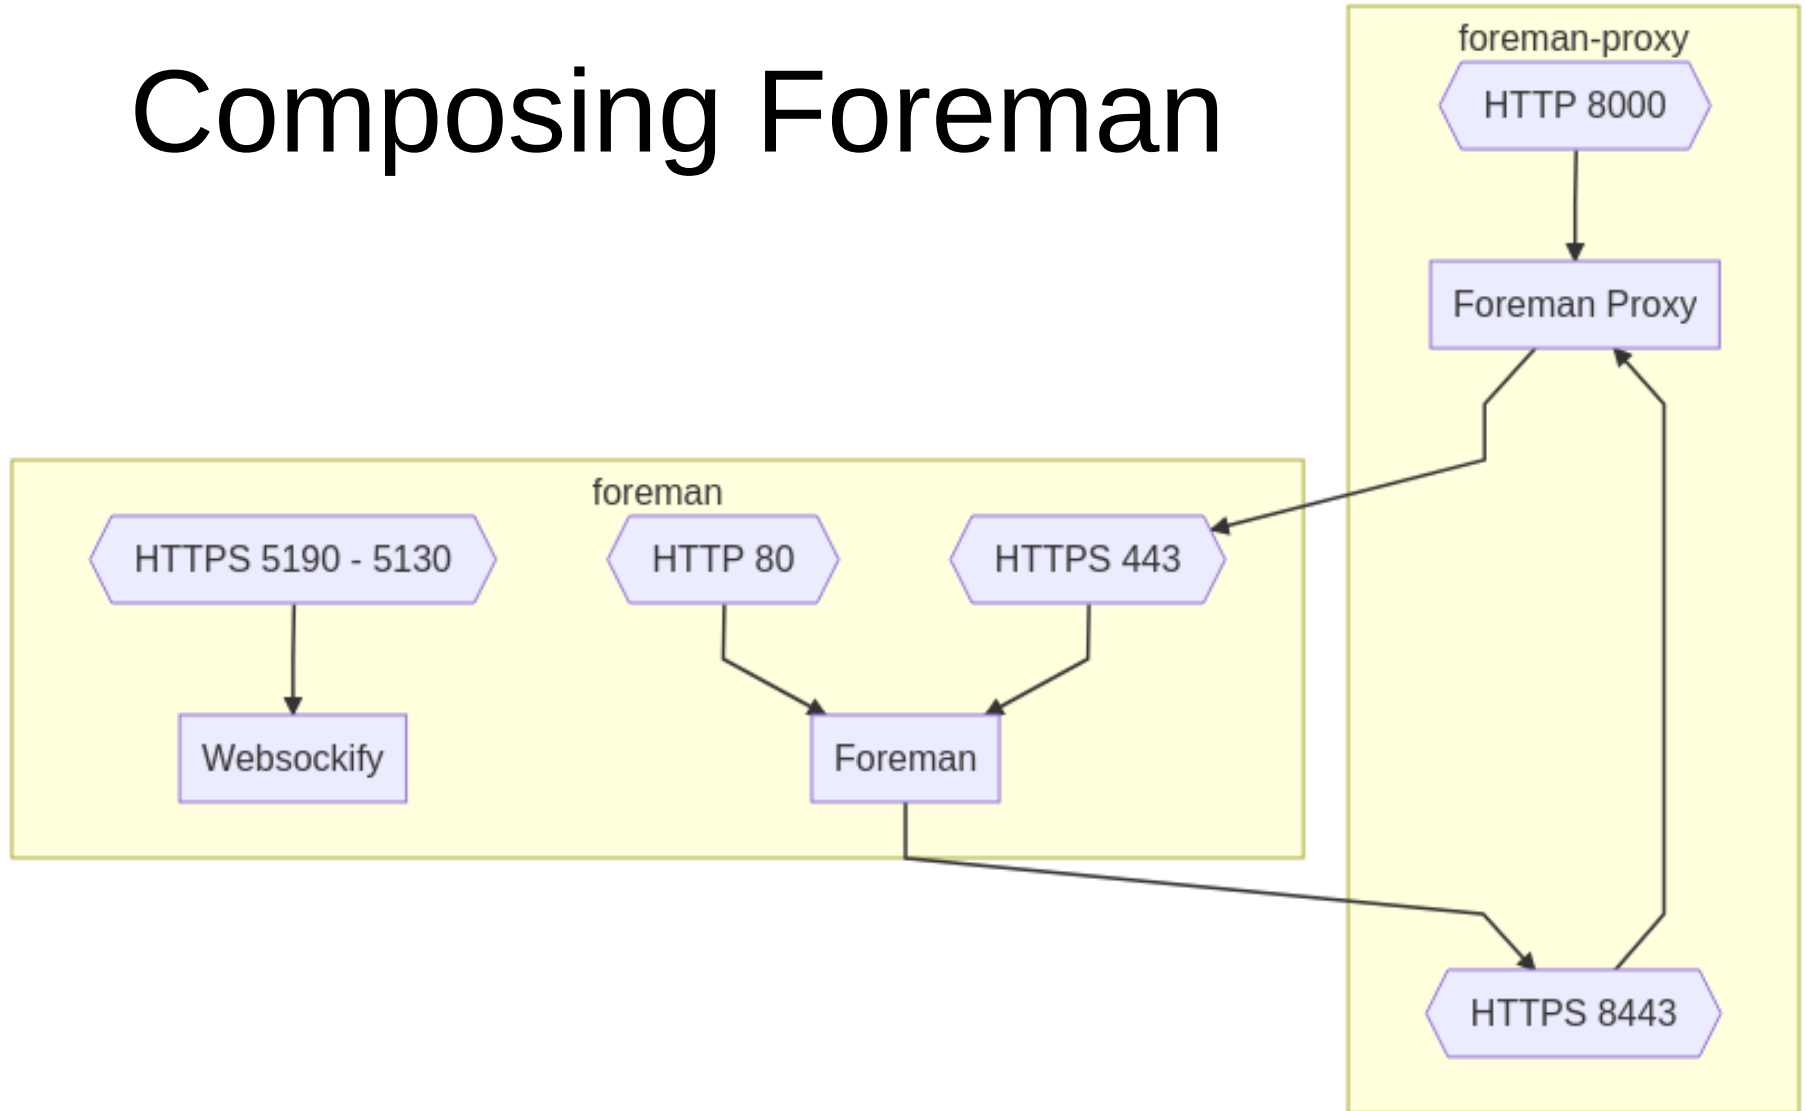 Composing Foreman
foreman-proxy
HTTP 8000
Foreman Proxy
foreman
HTTPS 5190 - 5130
HTTP 80
HTTPS 443
Websockify
Foreman
HTTPS 8443